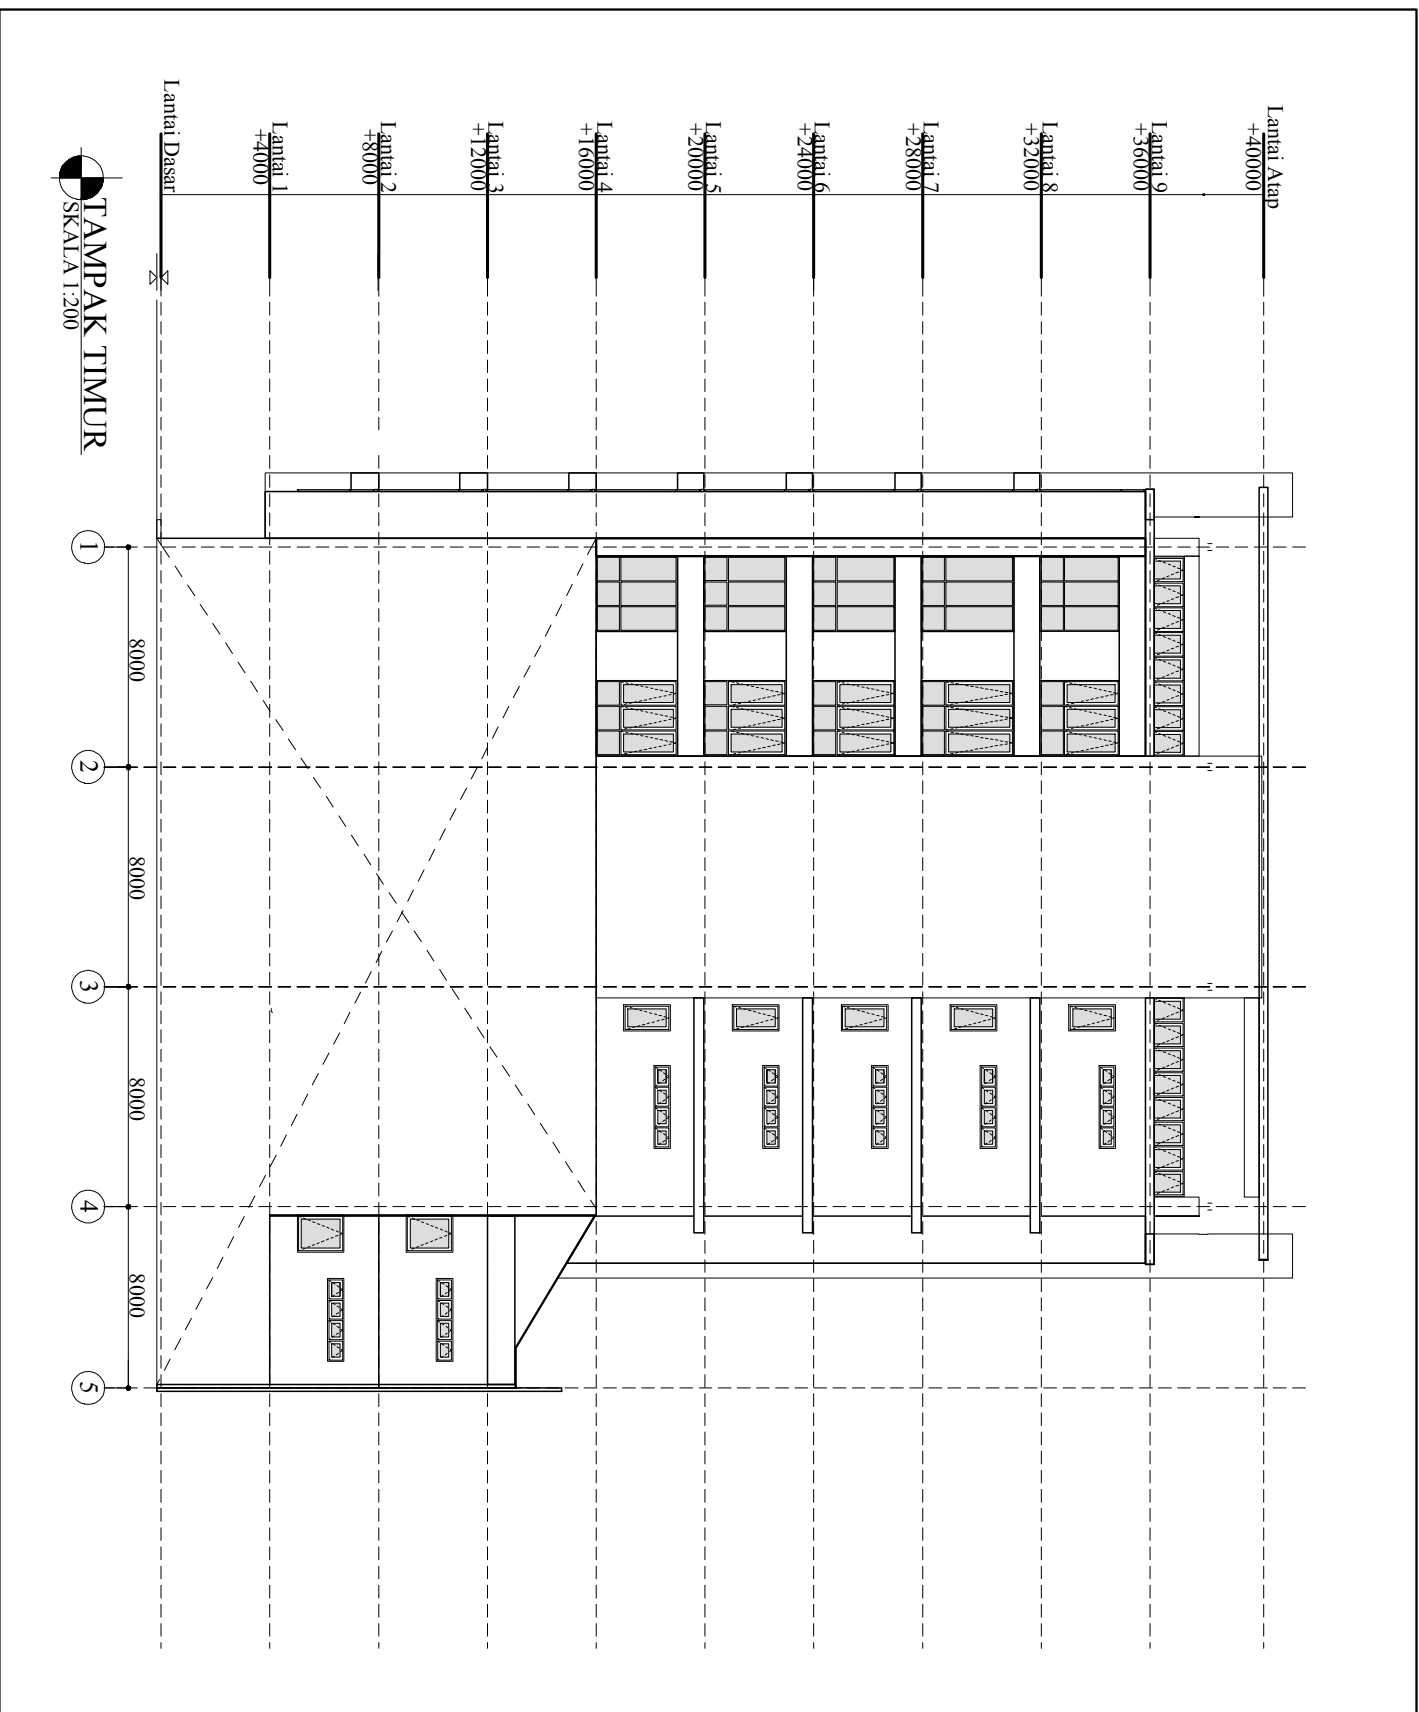 Lantai Atap
+40000
Lantai 9
+36000
Lantai 8
+32000
Lantai 7
+28000
Lantai 6
+24000
Lantai 5
+20000
Lantai 4
+16000
Lantai 3
+12000
Lantai 2
+8000
Lantai 1
+4000
Lantai Dasar
1
8000
2
8000
3
8000
4
8000
5
TAMPAK TIMUR
SKALA 1:200